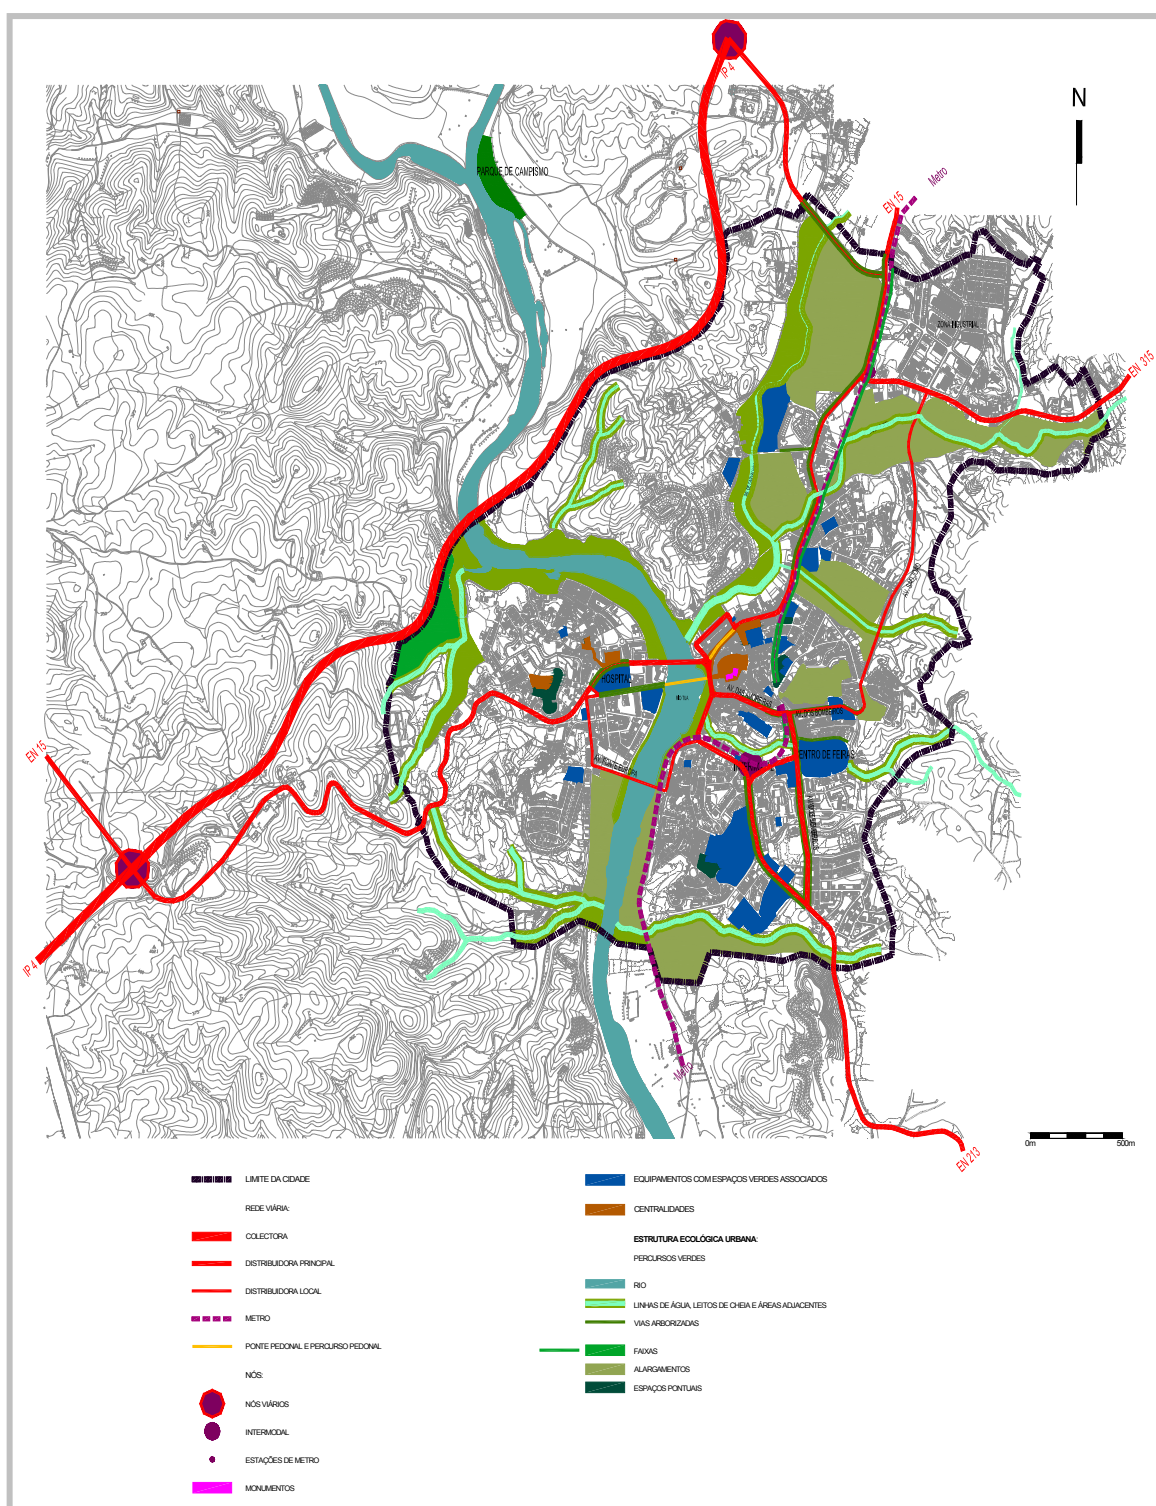 IP 4
N
PARQUE DE CAMPISMO
Metro
EN 15
ZONA INDUSTRIAL
EN 315
HOSPITAL
AV. DOS BOMBEIROS
CENTRO DE FEIRAS
EN 15
IP 4
Metro
0m 500m
EN 213
LIMITE DA CIDADE
REDE VIÁRIA:
COLECTORA
DISTRIBUIDORA PRINCIPAL
DISTRIBUIDORA LOCAL
METRO
PONTE PEDONAL E PERCURSO PEDONAL
NÓS:
NÓS VIÁRIOS
INTERMODAL
ESTAÇÕES DE METRO
MONUMENTOS
EQUIPAMENTOS COM ESPAÇOS VERDES ASSOCIADOS
CENTRALIDADES
ESTRUTURA ECOLÓGICA URBANA:
PERCURSOS VERDES
RIO
LINHAS DE ÁGUA, LEITOS DE CHEIA E ÁREAS ADJACENTES
VIAS ARBORIZADAS
FAIXAS
ALARGAMENTOS
ESPAÇOS PONTUAIS